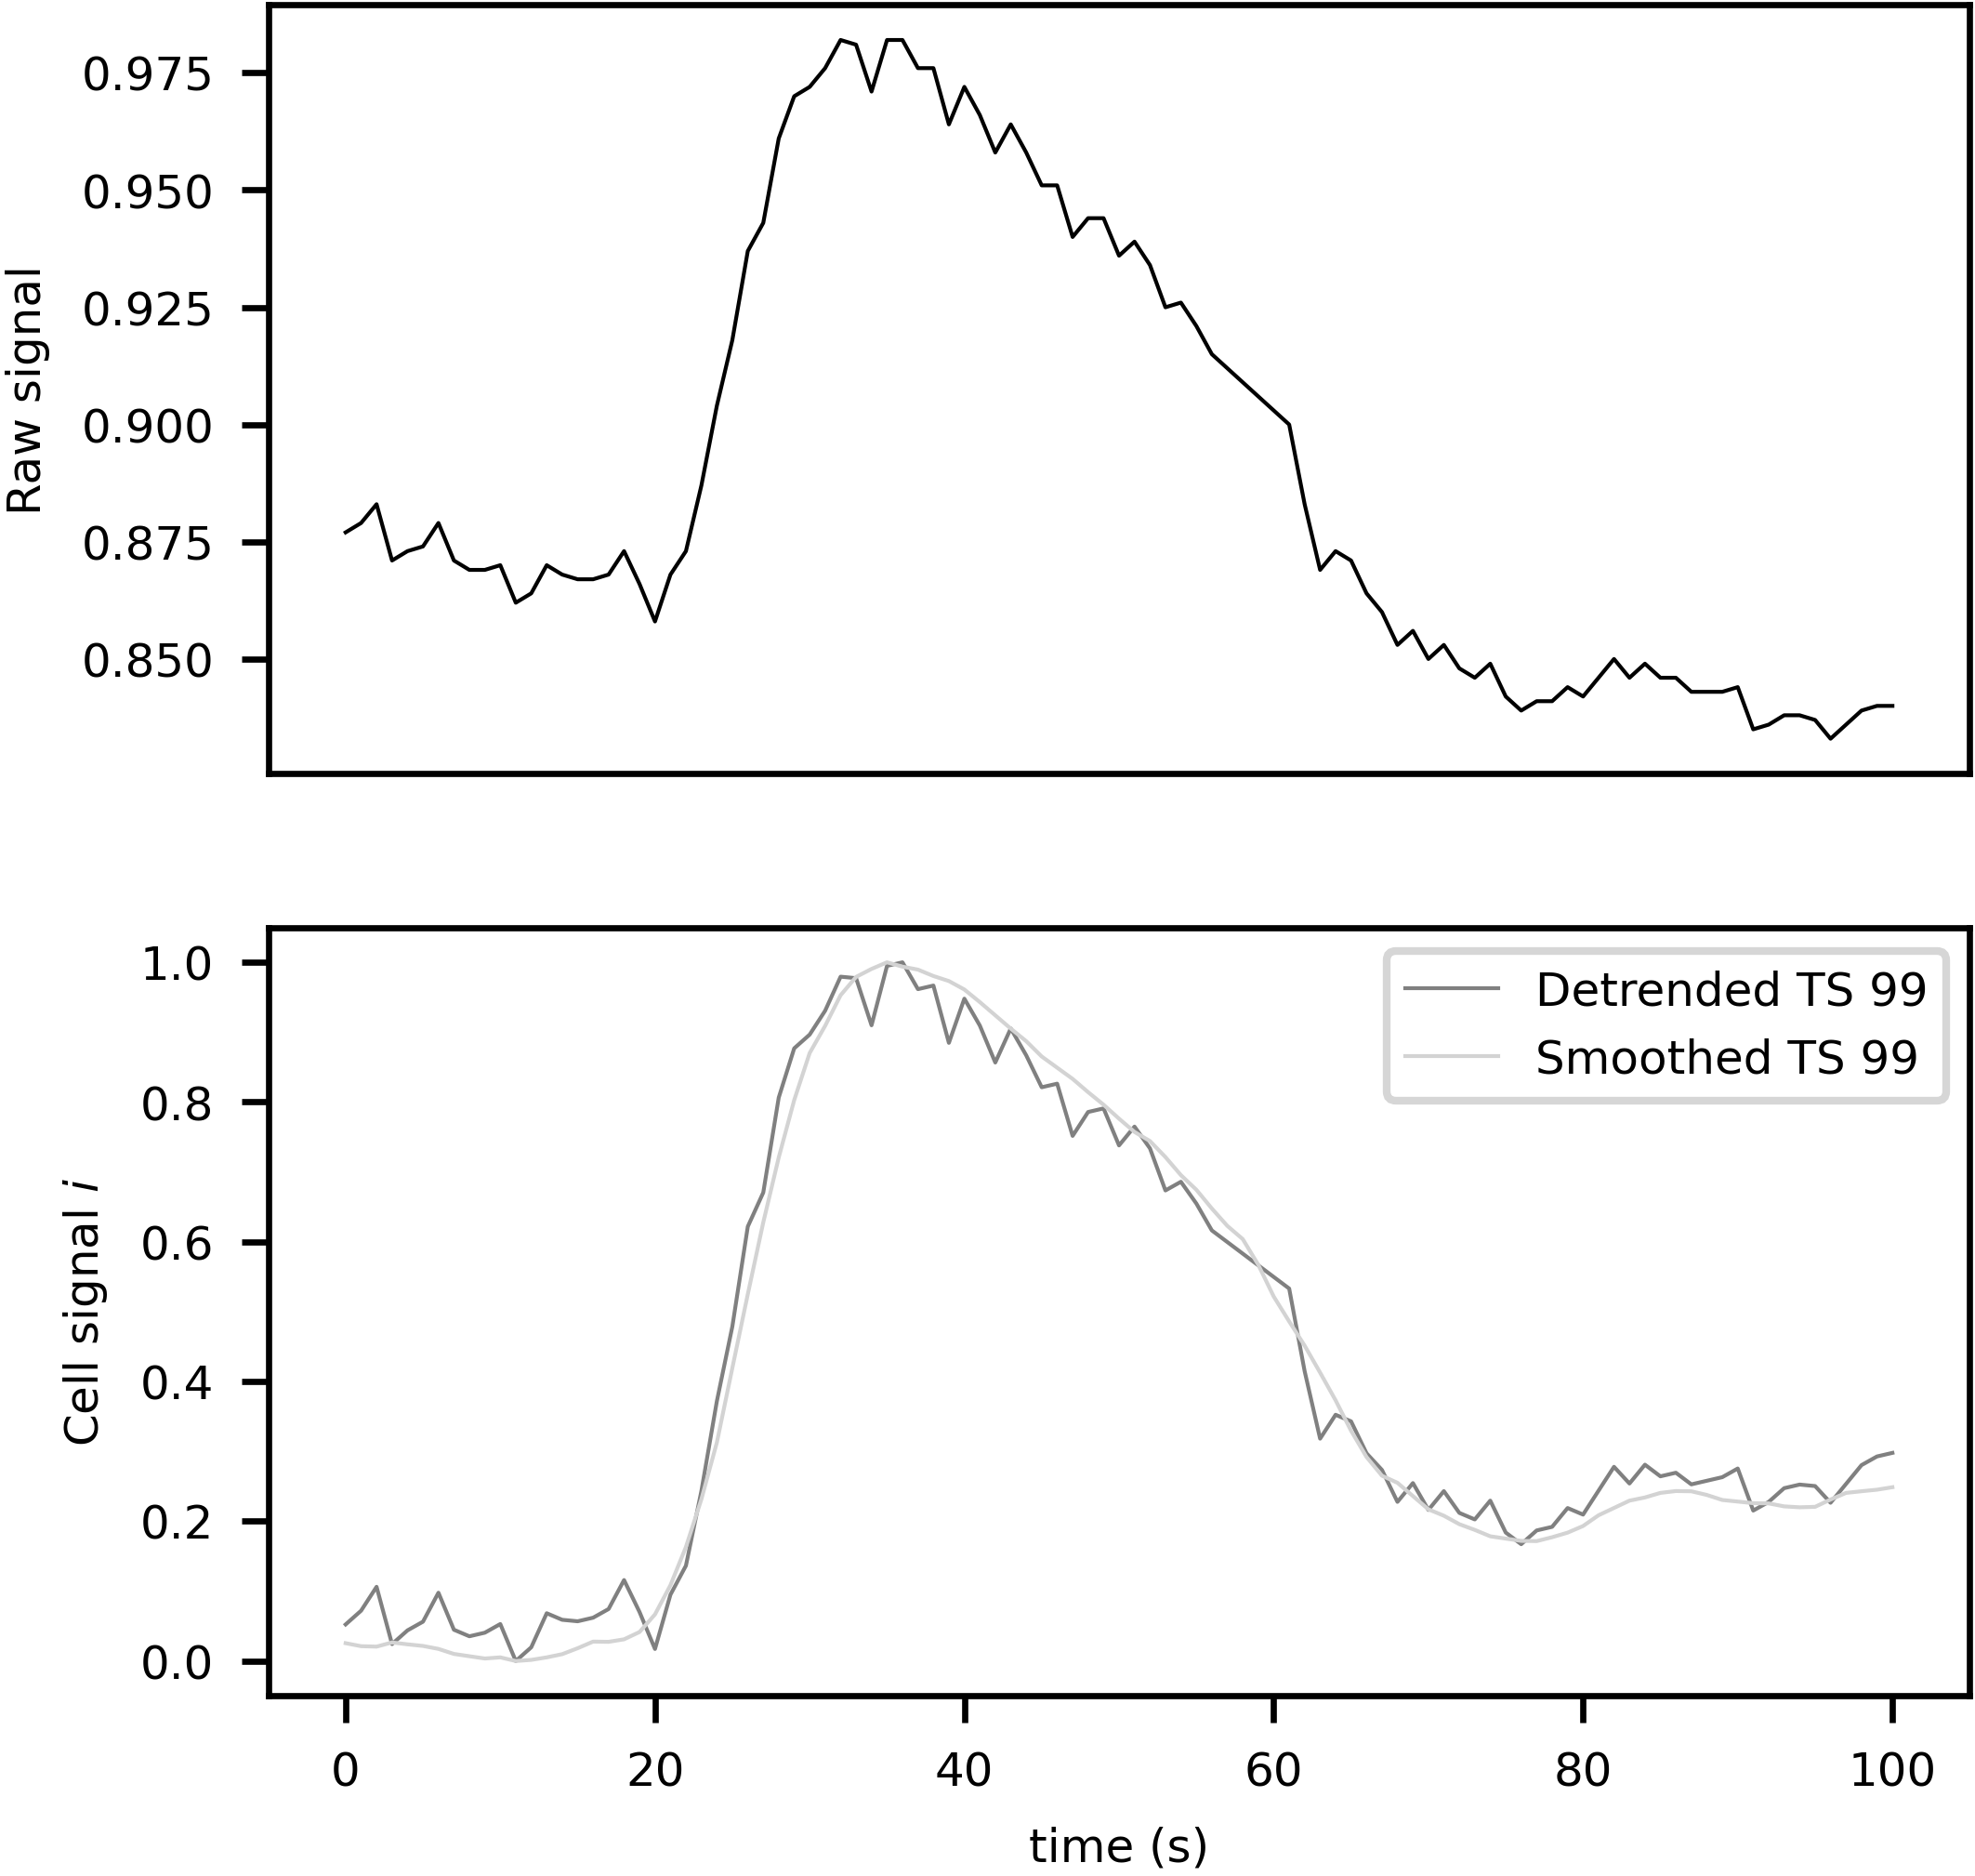 0.975
0.950
0.925
0.900
0.875
0.850
Raw signal
1.0
0.8
0.6
0.4
0.2
0.0
Cell signal i
Detrended TS 99
Smoothed TS 99
0 20 40 60 80 100
time (s)